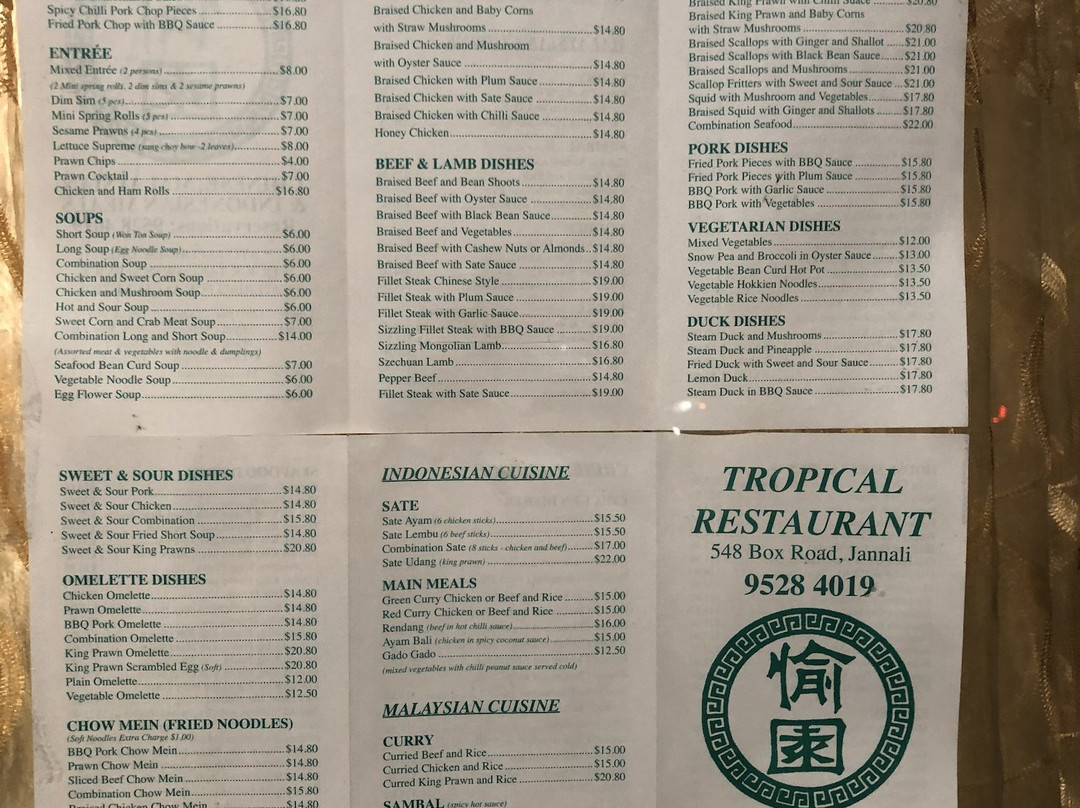 Spicy Chilli Pork Chop Pieces $16.80
Fried Pork Chop with BBQ Sauce $16.80
ENTRÉE
Mixed Entrée (2 persons) $8.00
(2 Mini spring rolls, 2 dim sims & 2 sesame prawns)
Dim Sim (5 pcs) $7.00
Mini Spring Rolls (5 pcs) $7.00
Sesame Prawns (4 pcs) $7.00
Lettuce Supreme (sang choy bow -2 leaves) $8.00
Prawn Chips $4.00
Prawn Cocktail $7.00
Chicken and Ham Rolls $16.80
SOUPS
Short Soup (Won Ton Soup) $6.00
Long Soup (Egg Noodle Soup) $6.00
Combination Soup $6.00
Chicken and Sweet Corn Soup $6.00
Chicken and Mushroom Soup $6.00
Hot and Sour Soup $6.00
Sweet Corn and Crab Meat Soup $7.00
Combination Long and Short Soup $14.00
(Assorted meat & vegetables with noodle & dumplings)
Seafood Bean Curd Soup $7.00
Vegetable Noodle Soup $6.00
Egg Flower Soup $6.00
Braised Chicken and Baby Corns
with Straw Mushrooms $14.80
Braised Chicken and Mushroom
with Oyster Sauce $14.80
Braised Chicken with Plum Sauce $14.80
Braised Chicken with Sate Sauce $14.80
Braised Chicken with Chilli Sauce $14.80
Honey Chicken $14.80
BEEF & LAMB DISHES
Braised Beef and Bean Shoots $14.80
Braised Beef with Oyster Sauce $14.80
Braised Beef with Black Bean Sauce $14.80
Braised Beef and Vegetables $14.80
Braised Beef with Cashew Nuts or Almonds $14.80
Braised Beef with Sate Sauce $14.80
Fillet Steak Chinese Style $19.00
Fillet Steak with Plum Sauce $19.00
Fillet Steak with Garlic Sauce $19.00
Sizzling Fillet Steak with BBQ Sauce $19.00
Sizzling Mongolian Lamb $16.80
Szechuan Lamb $16.80
Pepper Beef $14.80
Fillet Steak with Sate Sauce $19.00
Braised King Prawn with Chilli Sauce $20.80
Braised King Prawn and Baby Corns
with Straw Mushrooms $20.80
Braised Scallops with Ginger and Shallot $21.00
Braised Scallops with Black Bean Sauce $21.00
Braised Scallops and Mushrooms $21.00
Scallop Fritters with Sweet and Sour Sauce $21.00
Squid with Mushroom and Vegetables $17.80
Braised Squid with Ginger and Shallots $17.80
Combination Seafood $22.00
PORK DISHES
Fried Pork Pieces with BBQ Sauce $15.80
Fried Pork Pieces with Plum Sauce $15.80
BBQ Pork with Garlic Sauce $15.80
BBQ Pork with Vegetables $15.80
VEGETARIAN DISHES
Mixed Vegetables $12.00
Snow Pea and Broccoli in Oyster Sauce $13.00
Vegetable Bean Curd Hot Pot $13.50
Vegetable Hokkien Noodles $13.50
Vegetable Rice Noodles $13.50
DUCK DISHES
Steam Duck and Mushrooms $17.80
Steam Duck and Pineapple $17.80
Fried Duck with Sweet and Sour Sauce $17.80
Lemon Duck $17.80
Steam Duck in BBQ Sauce $17.80
SWEET & SOUR DISHES
Sweet & Sour Pork $14.80
Sweet & Sour Chicken $14.80
Sweet & Sour Combination $15.80
Sweet & Sour Fried Short Soup $14.80
Sweet & Sour King Prawns $20.80
OMELETTE DISHES
Chicken Omelette $14.80
Prawn Omelette $14.80
BBQ Pork Omelette $14.80
Combination Omelette $15.80
King Prawn Omelette $20.80
King Prawn Scrambled Egg (Soft) $20.80
Plain Omelette $12.00
Vegetable Omelette $12.50
CHOW MEIN (FRIED NOODLES)
(Soft Noodles Extra Charge $1.00)
BBQ Pork Chow Mein $14.80
Prawn Chow Mein $14.80
Sliced Beef Chow Mein $14.80
Combination Chow Mein $15.80
Braised Chicken Chow Mein $14.80
INDONESIAN CUISINE
SATE
Sate Ayam (6 chicken sticks) $15.50
Sate Lembu (6 beef sticks) $15.50
Combination Sate (8 sticks - chicken and beef) $17.00
Sate Udang (king prawn) $22.00
MAIN MEALS
Green Curry Chicken or Beef and Rice $15.00
Red Curry Chicken or Beef and Rice $15.00
Rendang (beef in hot chilli sauce) $16.00
Ayam Bali (chicken in spicy coconut sauce) $15.00
Gado Gado $12.50
(mixed vegetables with chilli peanut sauce served cold)
MALAYSIAN CUISINE
CURRY
Curried Beef and Rice $15.00
Curried Chicken and Rice $15.00
Curred King Prawn and Rice $20.80
SAMBAL (spicy hot sauce)
TROPICAL
RESTAURANT
548 Box Road, Jannali
9528 4019
愉
園